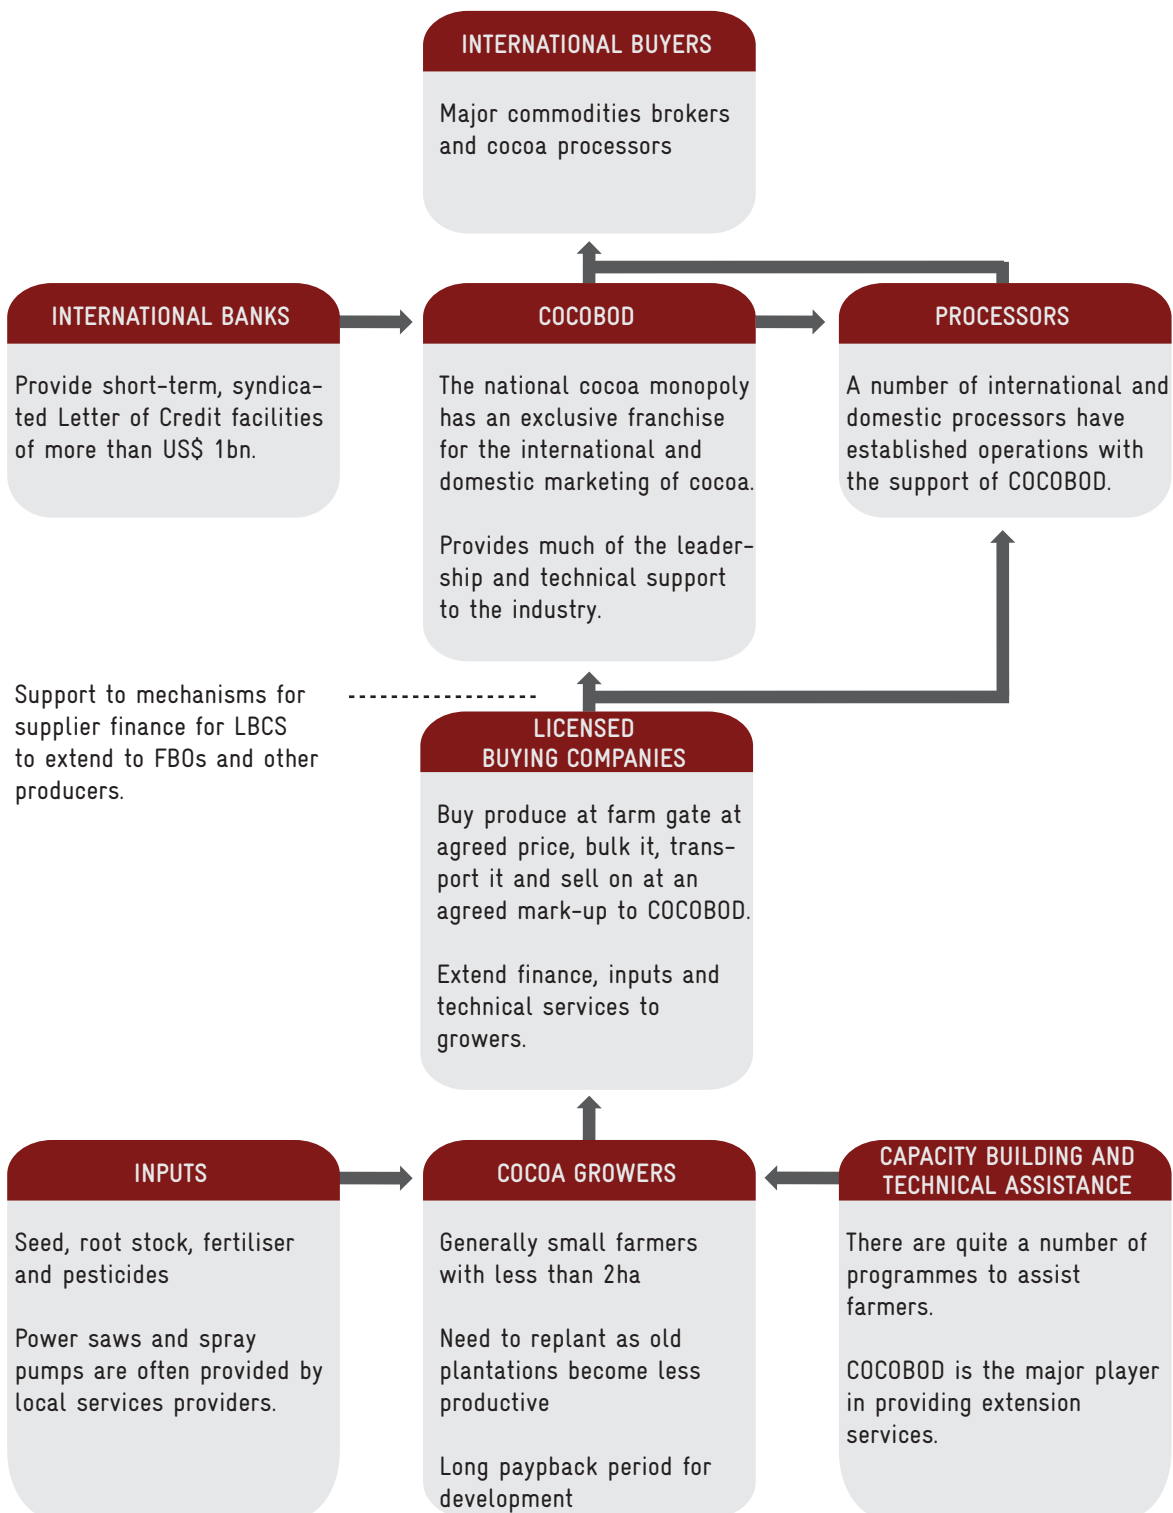 INTERNATIONAL BUYERS
Major commodities brokers
and cocoa processors
INTERNATIONAL BANKS
Provide short-term, syndica-
ted Letter of Credit facilities
of more than US$ 1bn.
COCOBOD
The national cocoa monopoly
has an exclusive franchise
for the international and
domestic marketing of cocoa.
Provides much of the leader-
ship and technical support
to the industry.
PROCESSORS
A number of international and
domestic processors have
established operations with
the support of COCOBOD.
Support to mechanisms for
supplier finance for LBCS
to extend to FBOs and other
producers.
LICENSED
BUYING COMPANIES
Buy produce at farm gate at
agreed price, bulk it, trans-
port it and sell on at an
agreed mark-up to COCOBOD.
Extend finance, inputs and
technical services to
growers.
INPUTS
Seed, root stock, fertiliser
and pesticides
Power saws and spray
pumps are often provided by
local services providers.
COCOA GROWERS
Generally small farmers
with less than 2ha
Need to replant as old
plantations become less
productive
Long paypback period for
development
CAPACITY BUILDING AND
TECHNICAL ASSISTANCE
There are quite a number of
programmes to assist
farmers.
COCOBOD is the major player
in providing extension
services.